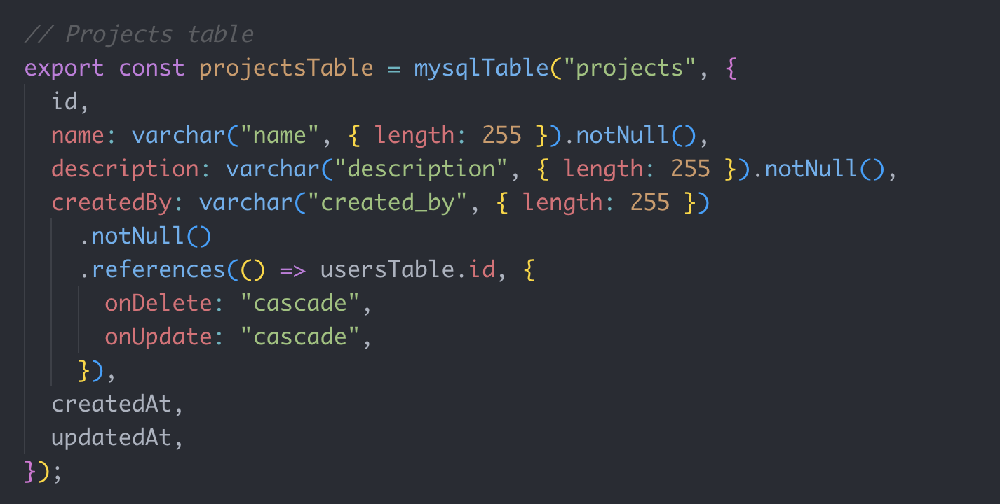 // Projects table
export const projectsTable = mysqlTable("projects", {
  id,
  name: varchar("name", { length: 255 }).notNull(),
  description: varchar("description", { length: 255 }).notNull(),
  createdBy: varchar("created_by", { length: 255 })
    .notNull()
    .references(() => usersTable.id, {
      onDelete: "cascade",
      onUpdate: "cascade",
    }),
  createdAt,
  updatedAt,
});